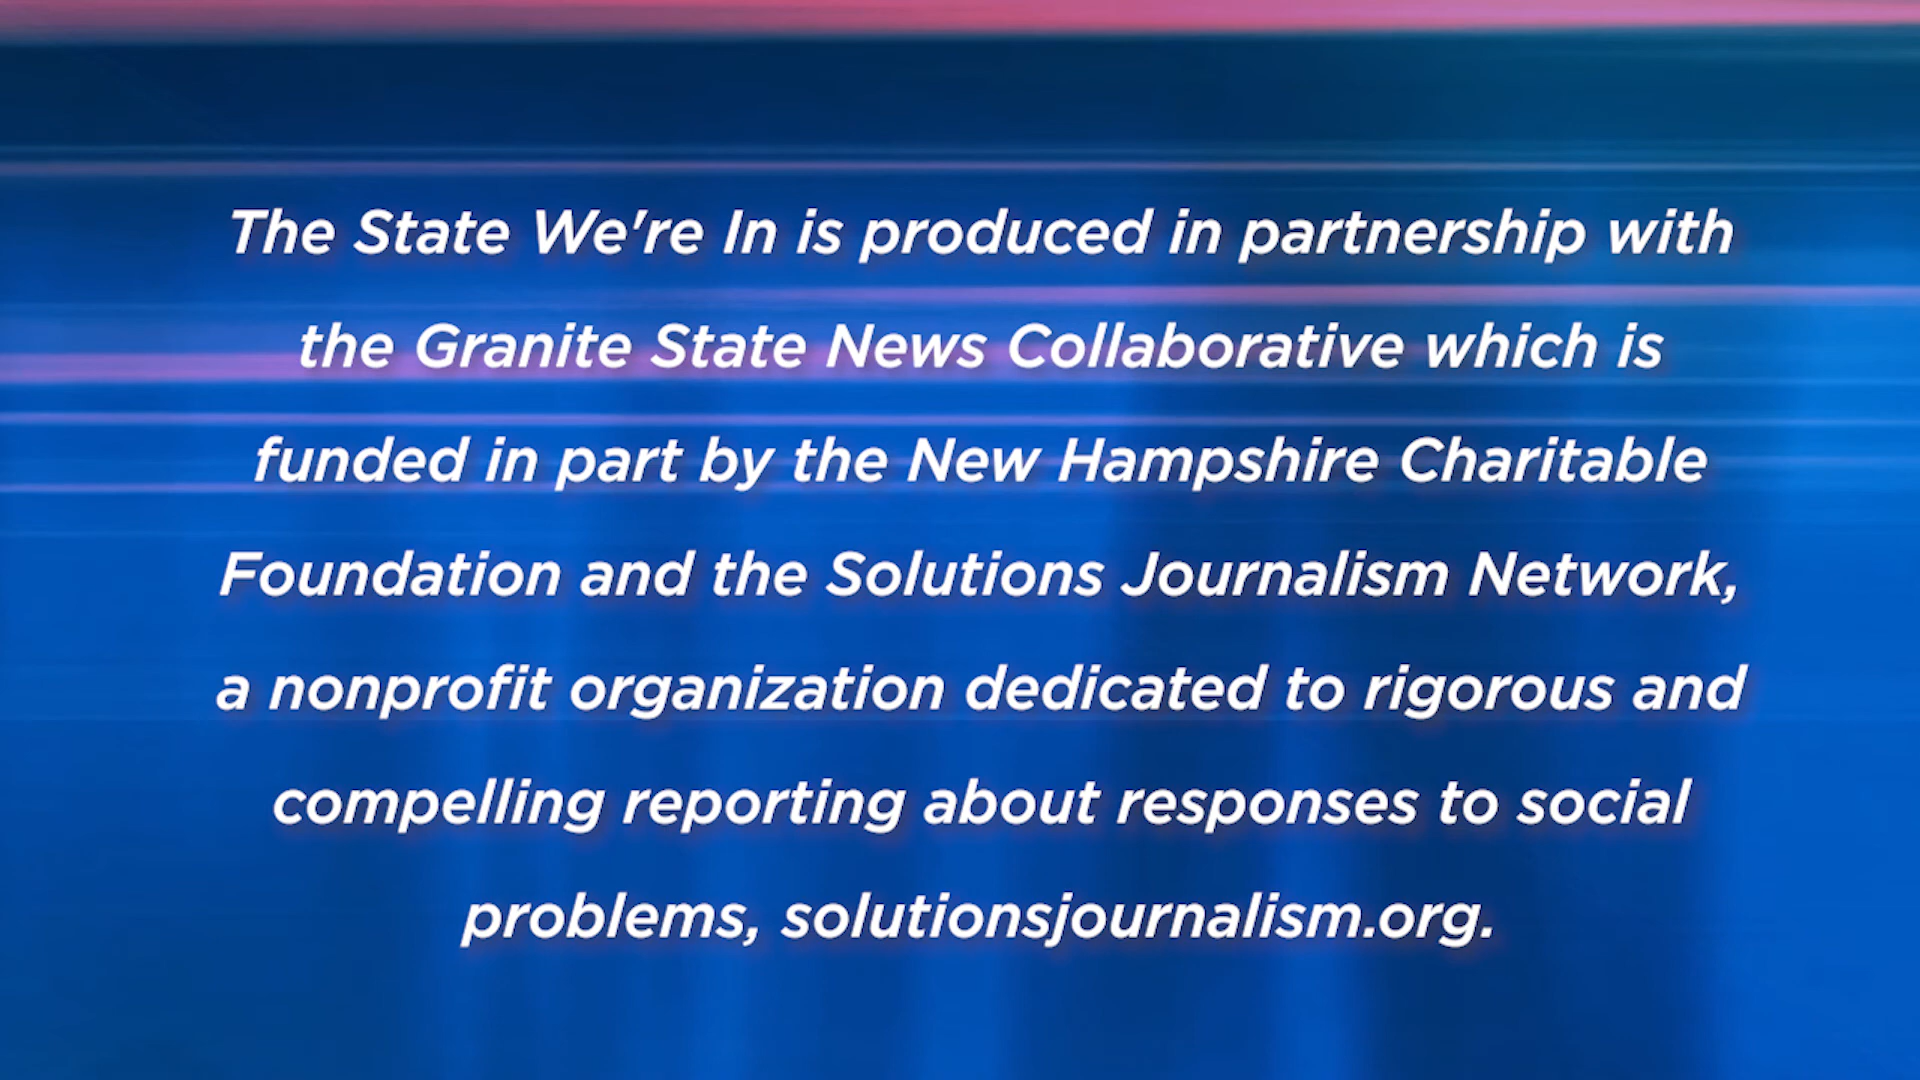 The State We're In is produced in partnership with
the Granite State News Collaborative which is
funded in part by the New Hampshire Charitable
Foundation and the Solutions Journalism Network,
a nonprofit organization dedicated to rigorous and
compelling reporting about responses to social
problems, solutionsjournalism.org.